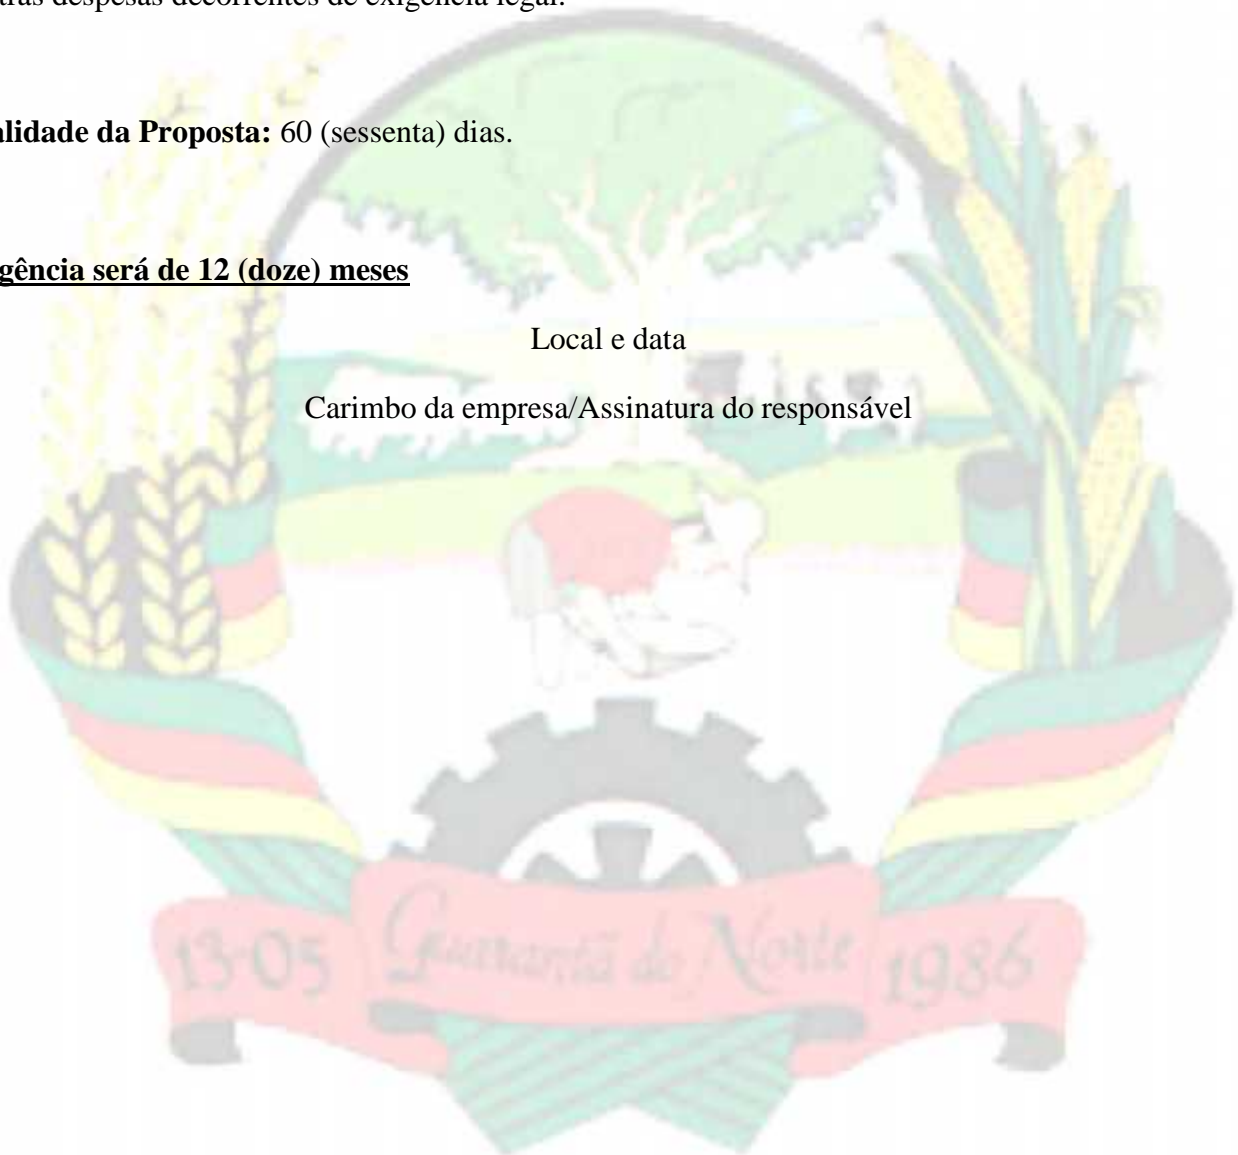 tras despesas decorrentes de exigência legal.
alidade da Proposta: 60 (sessenta) dias.
gência será de 12 (doze) meses
Local e data
Carimbo da empresa/Assinatura do responsável
13-05 Guarantã do Norte 1986